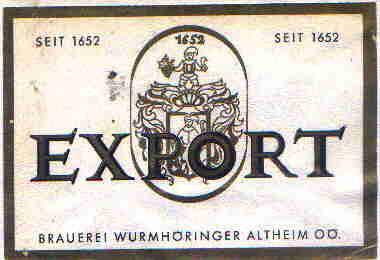 SEIT 1652 SEIT 1652
1652
EXPORT
BRAUEREI WURMHÖRINGER ALTHEIM OÖ.